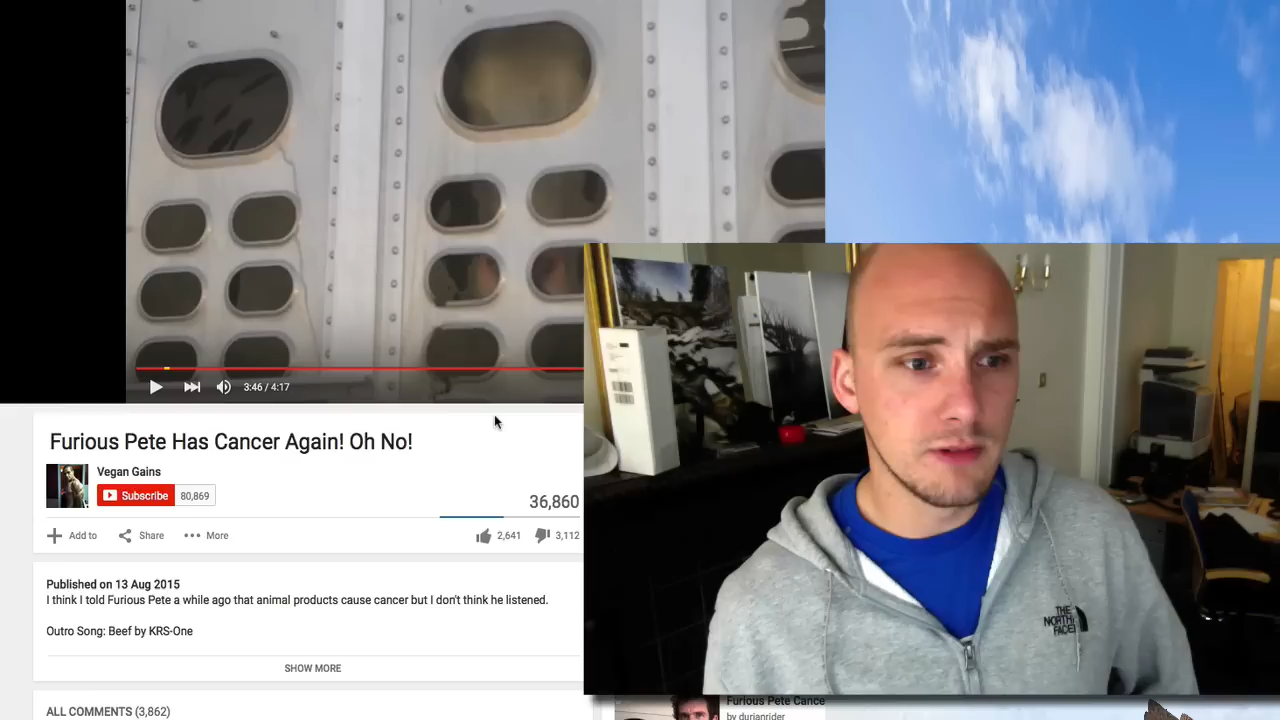 3:46 / 4:17
Furious Pete Has Cancer Again! Oh No!
Vegan Gains
Subscribe 80,869
36,860
Add to Share More 2,641 3,112
Published on 13 Aug 2015
I think I told Furious Pete a while ago that animal products cause cancer but I don't think he listened.
Outro Song: Beef by KRS-One
SHOW MORE
ALL COMMENTS (3,862)
THE
NORTH
FACE
Furious Pete Cance
by durianrider